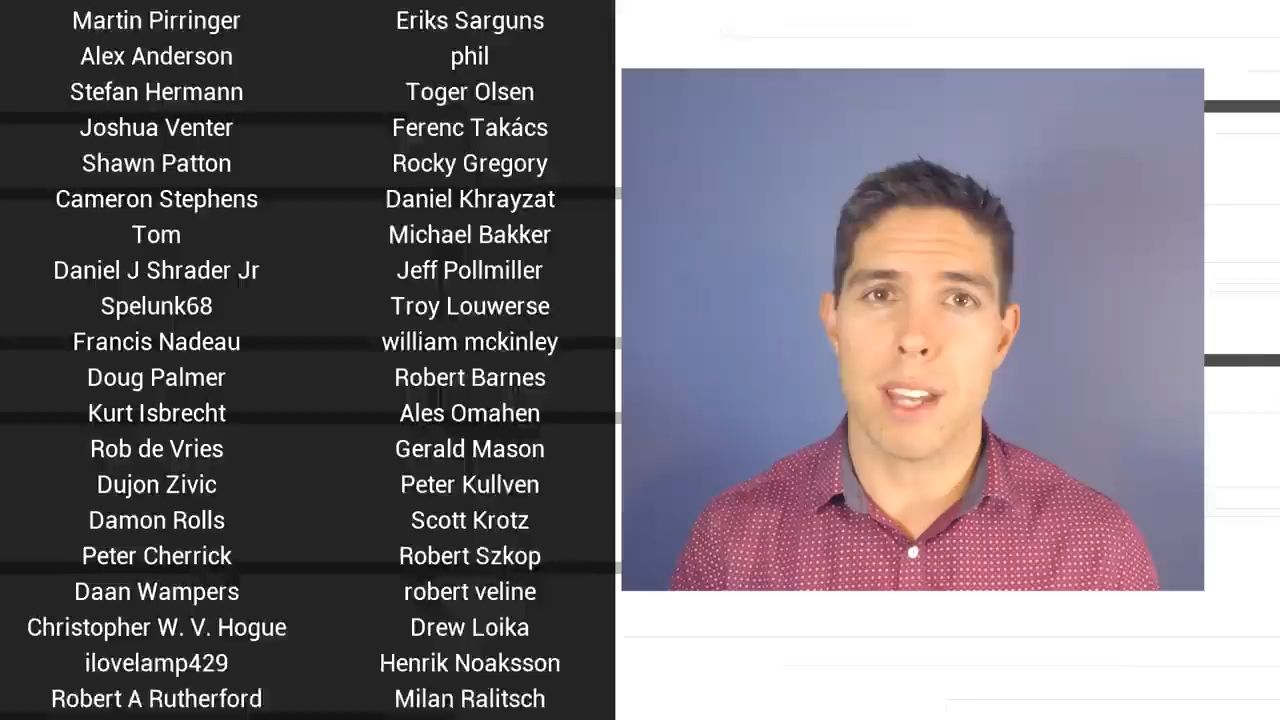 Martin Pirringer
Alex Anderson
Stefan Hermann
Joshua Venter
Shawn Patton
Cameron Stephens
Tom
Daniel J Shrader Jr
Spelunk68
Francis Nadeau
Doug Palmer
Kurt Isbrecht
Rob de Vries
Dujon Zivic
Damon Rolls
Peter Cherrick
Daan Wampers
Christopher W. V. Hogue
ilovelamp429
Robert A Rutherford
Eriks Sarguns
phil
Toger Olsen
Ferenc Takács
Rocky Gregory
Daniel Khrayzat
Michael Bakker
Jeff Pollmiller
Troy Louwerse
william mckinley
Robert Barnes
Ales Omahen
Gerald Mason
Peter Kullven
Scott Krotz
Robert Szkop
robert veline
Drew Loika
Henrik Noaksson
Milan Ralitsch